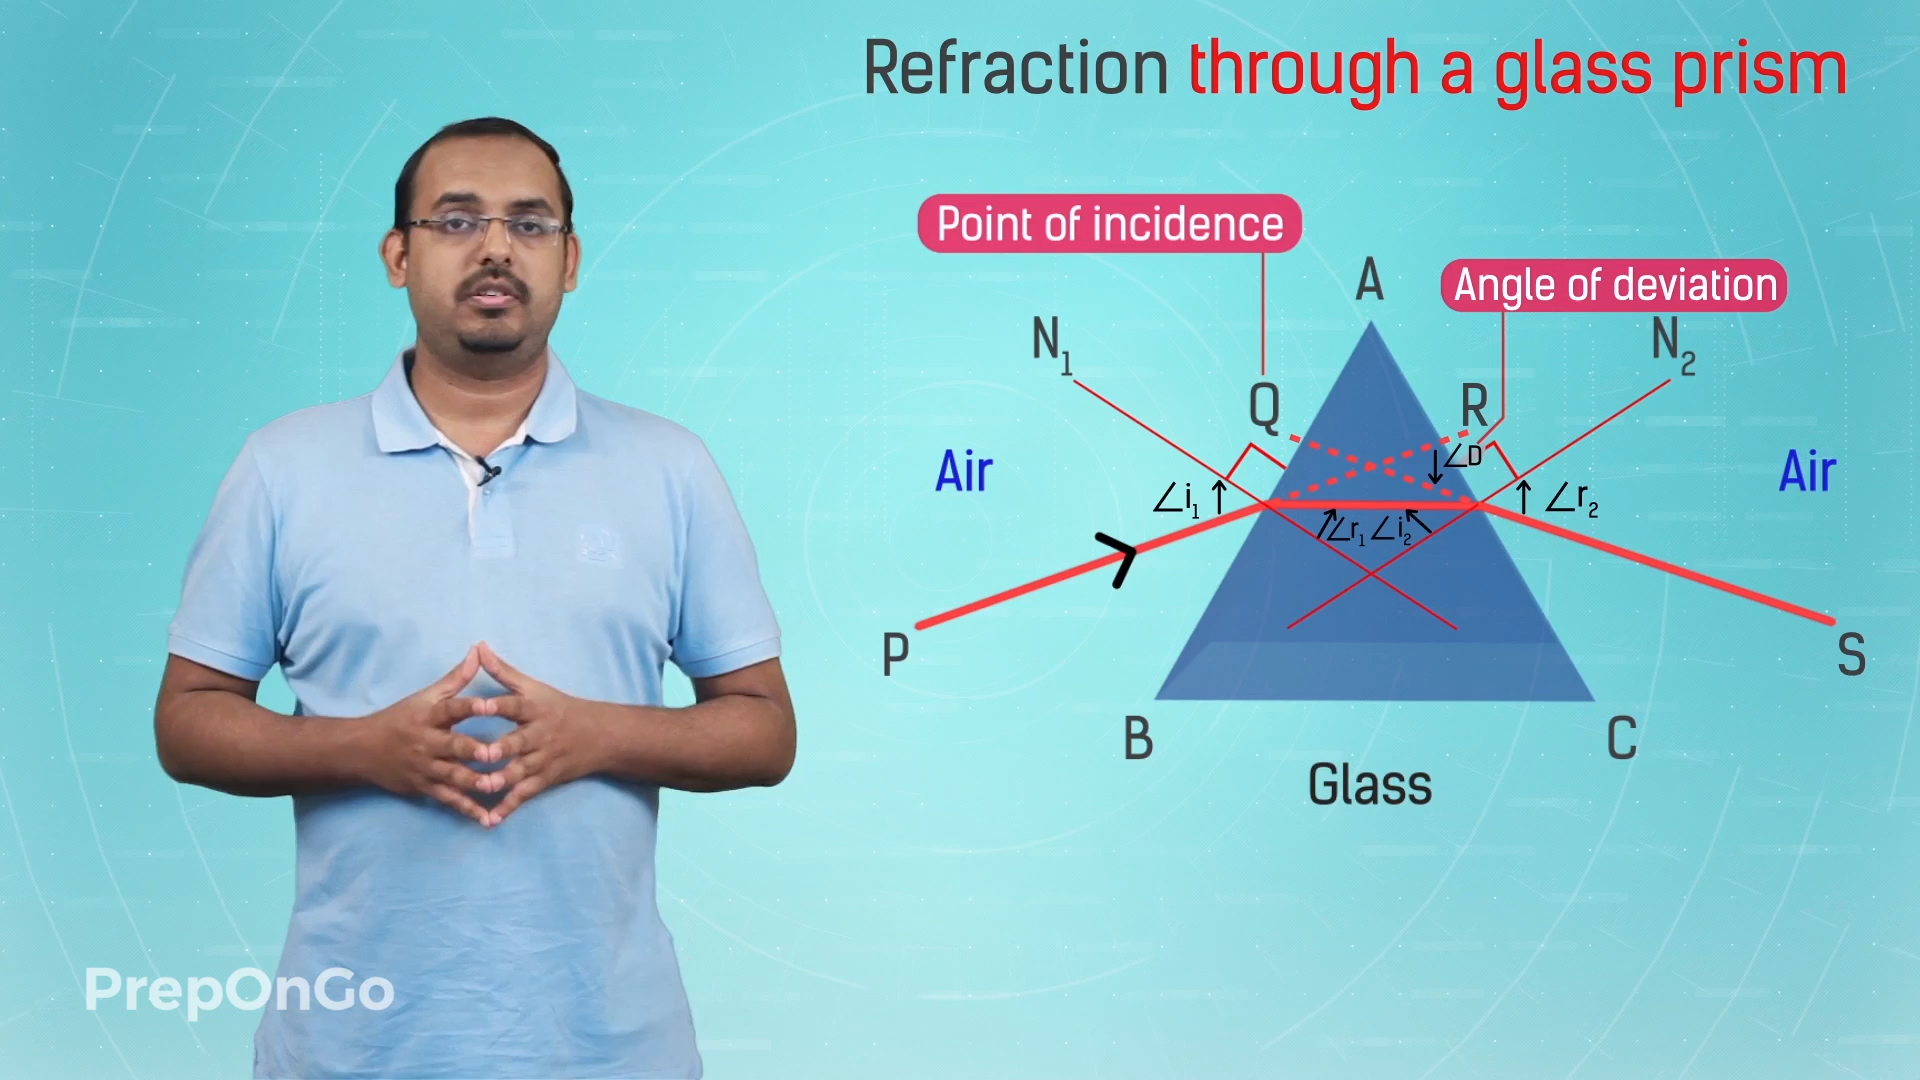 Refraction through a glass prism
Point of incidence
A
Angle of deviation
N₁
N₂
Q
R
Air
∠D
Air
∠i₁
∠r₂
∠r₁ ∠i₂
P
S
B
C
Glass
PrepOnGo